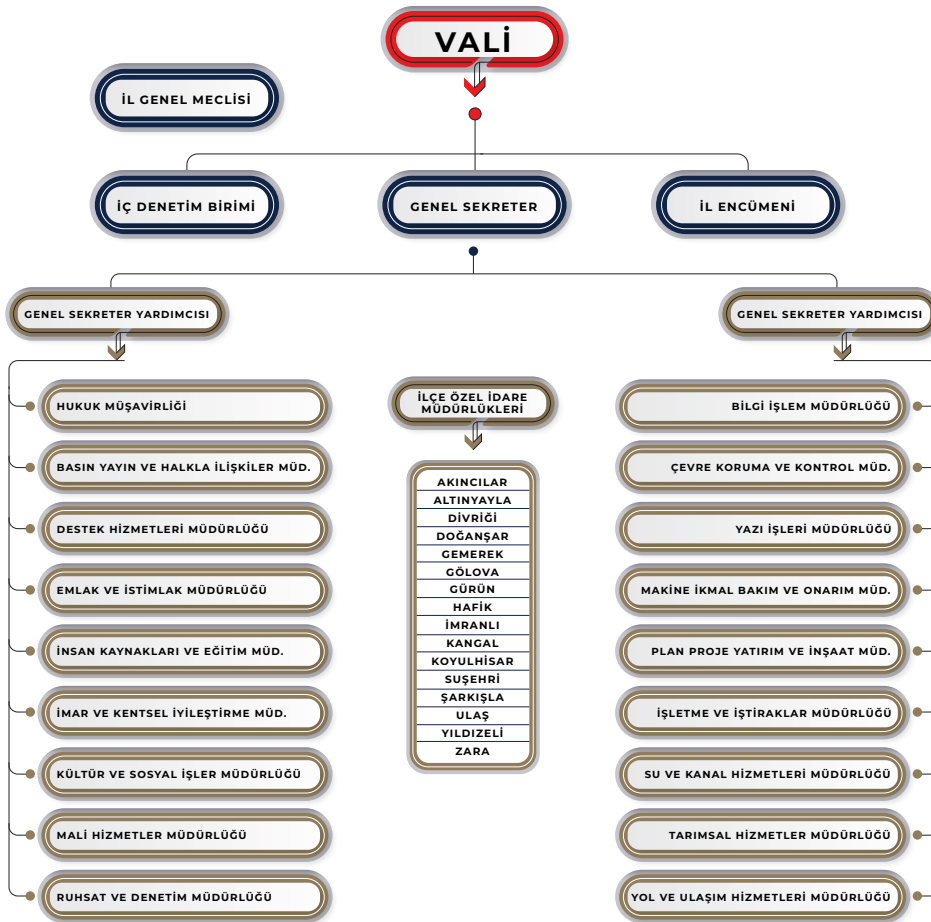 VALİ
İL GENEL MECLİSİ
İÇ DENETİM BİRİMİ
GENEL SEKRETER
İL ENCÜMENİ
GENEL SEKRETER YARDIMCISI
GENEL SEKRETER YARDIMCISI
HUKUK MÜŞAVİRLİĞİ
BASIN YAYIN VE HALKLA İLİŞKİLER MÜD.
DESTEK HİZMETLERİ MÜDÜRLÜĞÜ
EMLAK VE İSTİMLAK MÜDÜRLÜĞÜ
İNSAN KAYNAKLARI VE EĞİTİM MÜD.
İMAR VE KENTSEL İYİLEŞTİRME MÜD.
KÜLTÜR VE SOSYAL İŞLER MÜDÜRLÜĞÜ
MALİ HİZMETLER MÜDÜRLÜĞÜ
RUHSAT VE DENETİM MÜDÜRLÜĞÜ
İLÇE ÖZEL İDARE
MÜDÜRLÜKLERİ
AKINCILAR
ALTINYAYLA
DİVRİĞİ
DOĞANŞAR
GEMEREK
GÖLOVA
GÜRÜN
HAFİK
İMRANLI
KANGAL
KOYULHİSAR
SUŞEHRİ
ŞARKIŞLA
ULAŞ
YILDIZELİ
ZARA
BİLGİ İŞLEM MÜDÜRLÜĞÜ
ÇEVRE KORUMA VE KONTROL MÜD.
YAZI İŞLERİ MÜDÜRLÜĞÜ
MAKİNE İKMAL BAKIM VE ONARIM MÜD.
PLAN PROJE YATIRIM VE İNŞAAT MÜD.
İŞLETME VE İŞTİRAKLAR MÜDÜRLÜĞÜ
SU VE KANAL HİZMETLERİ MÜDÜRLÜĞÜ
TARIMSAL HİZMETLER MÜDÜRLÜĞÜ
YOL VE ULAŞIM HİZMETLERİ MÜDÜRLÜĞÜ